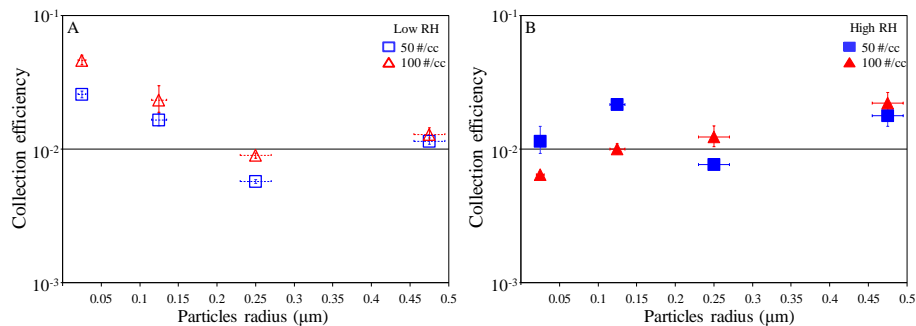 A
Low RH
50 #/cc
100 #/cc
Collection efficiency
10-1
10-2
10-3
0.05 0.1 0.15 0.2 0.25 0.3 0.35 0.4 0.45 0.5
Particles radius (μm)
B
High RH
50 #/cc
100 #/cc
Collection efficiency
10-1
10-2
10-3
0.05 0.1 0.15 0.2 0.25 0.3 0.35 0.4 0.45 0.5
Particles radius (μm)